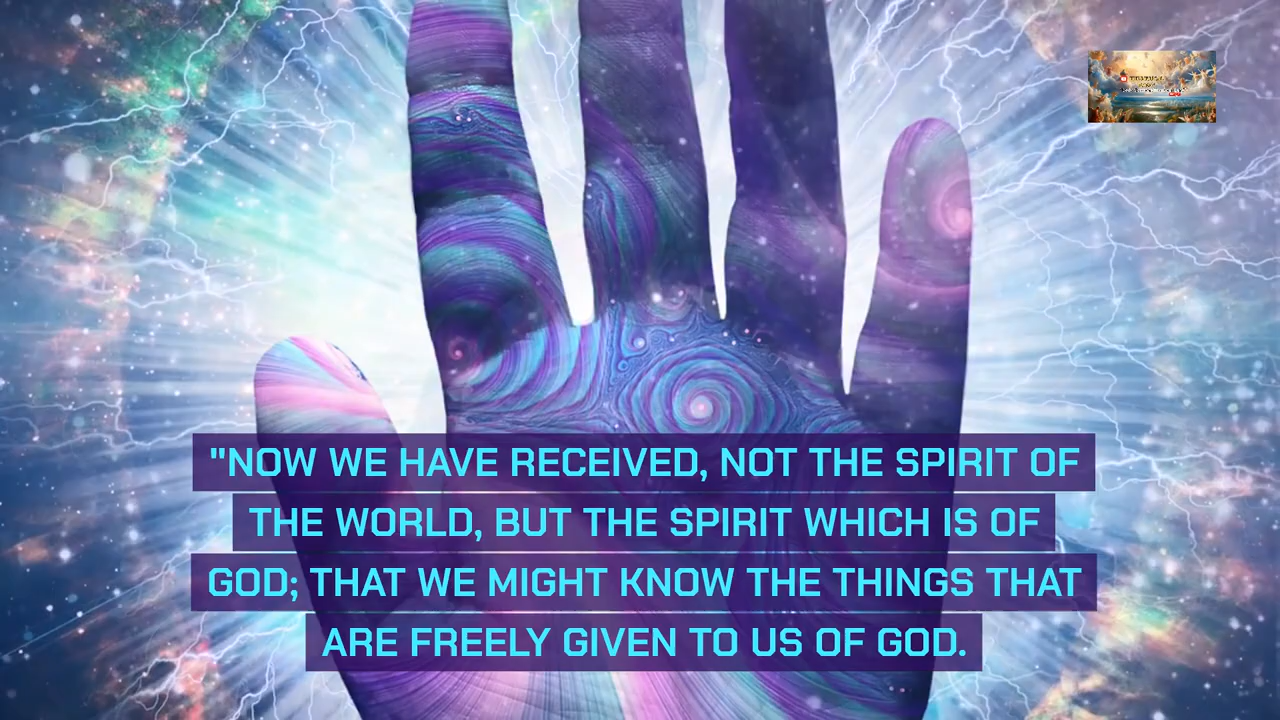 "NOW WE HAVE RECEIVED, NOT THE SPIRIT OF
THE WORLD, BUT THE SPIRIT WHICH IS OF
GOD; THAT WE MIGHT KNOW THE THINGS THAT
ARE FREELY GIVEN TO US OF GOD.